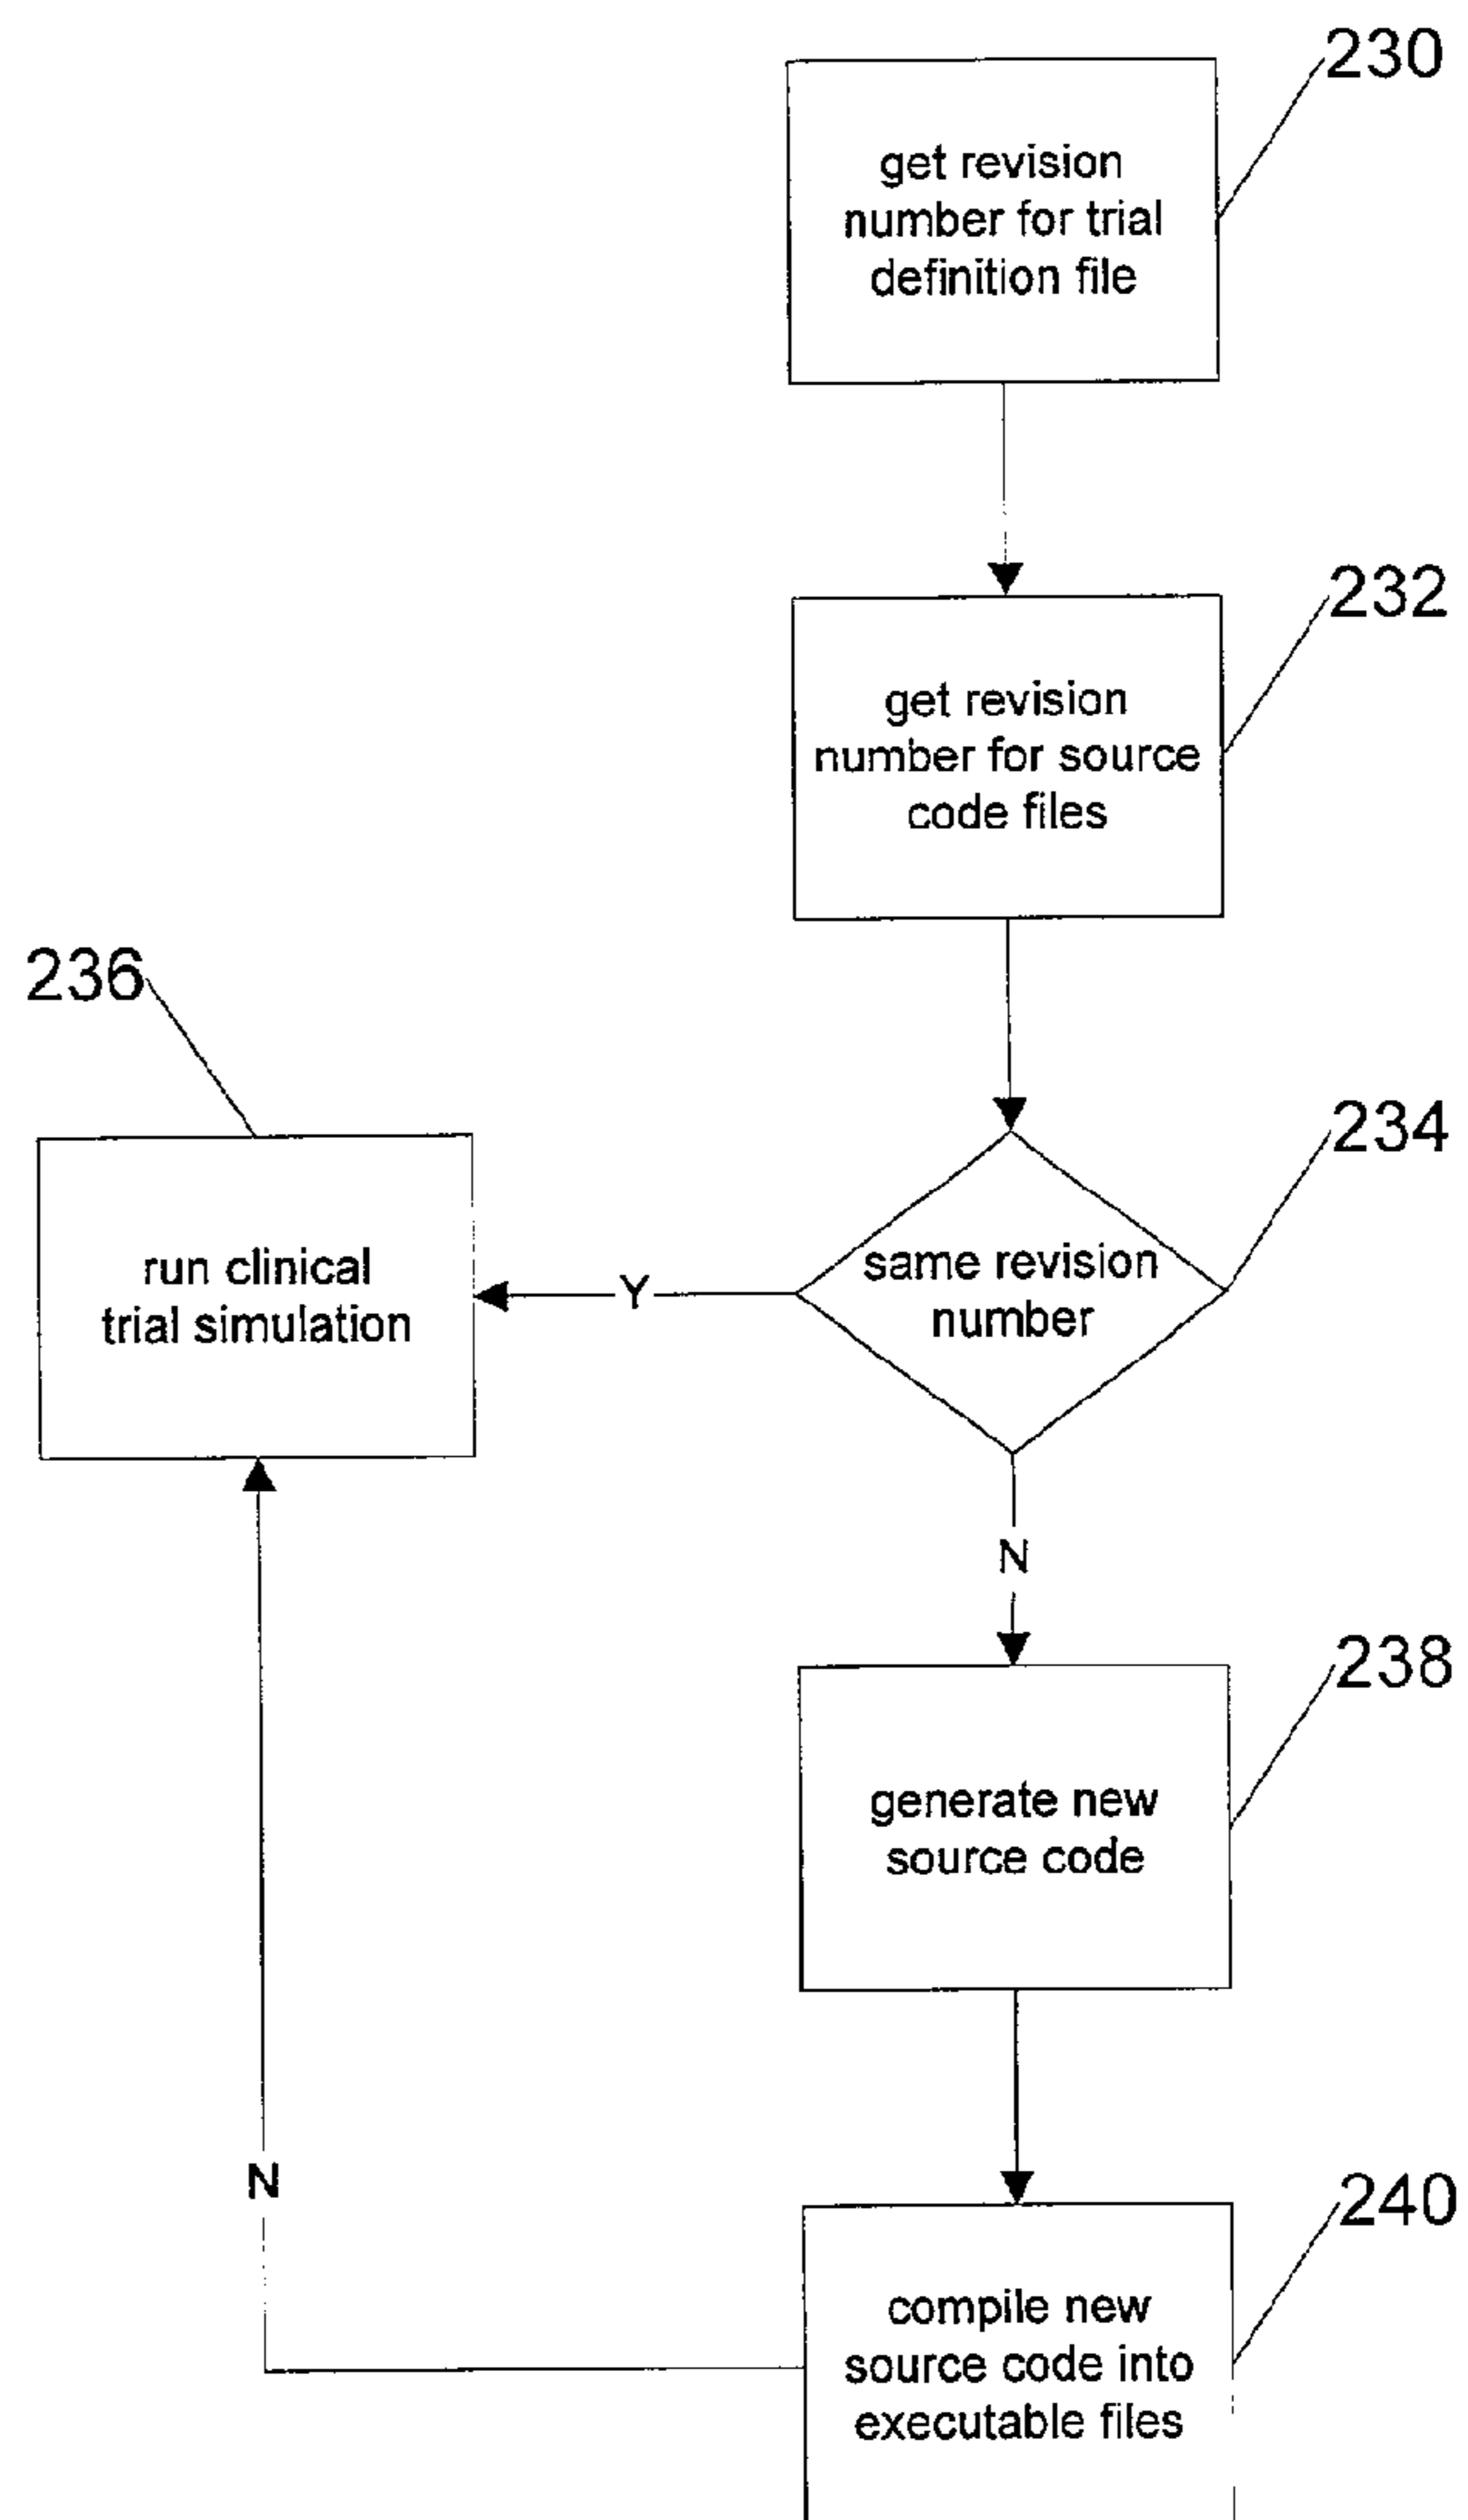 230
get revision
number for trial
definition file
232
get revision
number for source
code files
236
234
run clinical
trial simulation
Y
same revision
number
N
238
generate new
source code
N
240
compile new
source code into
executable files